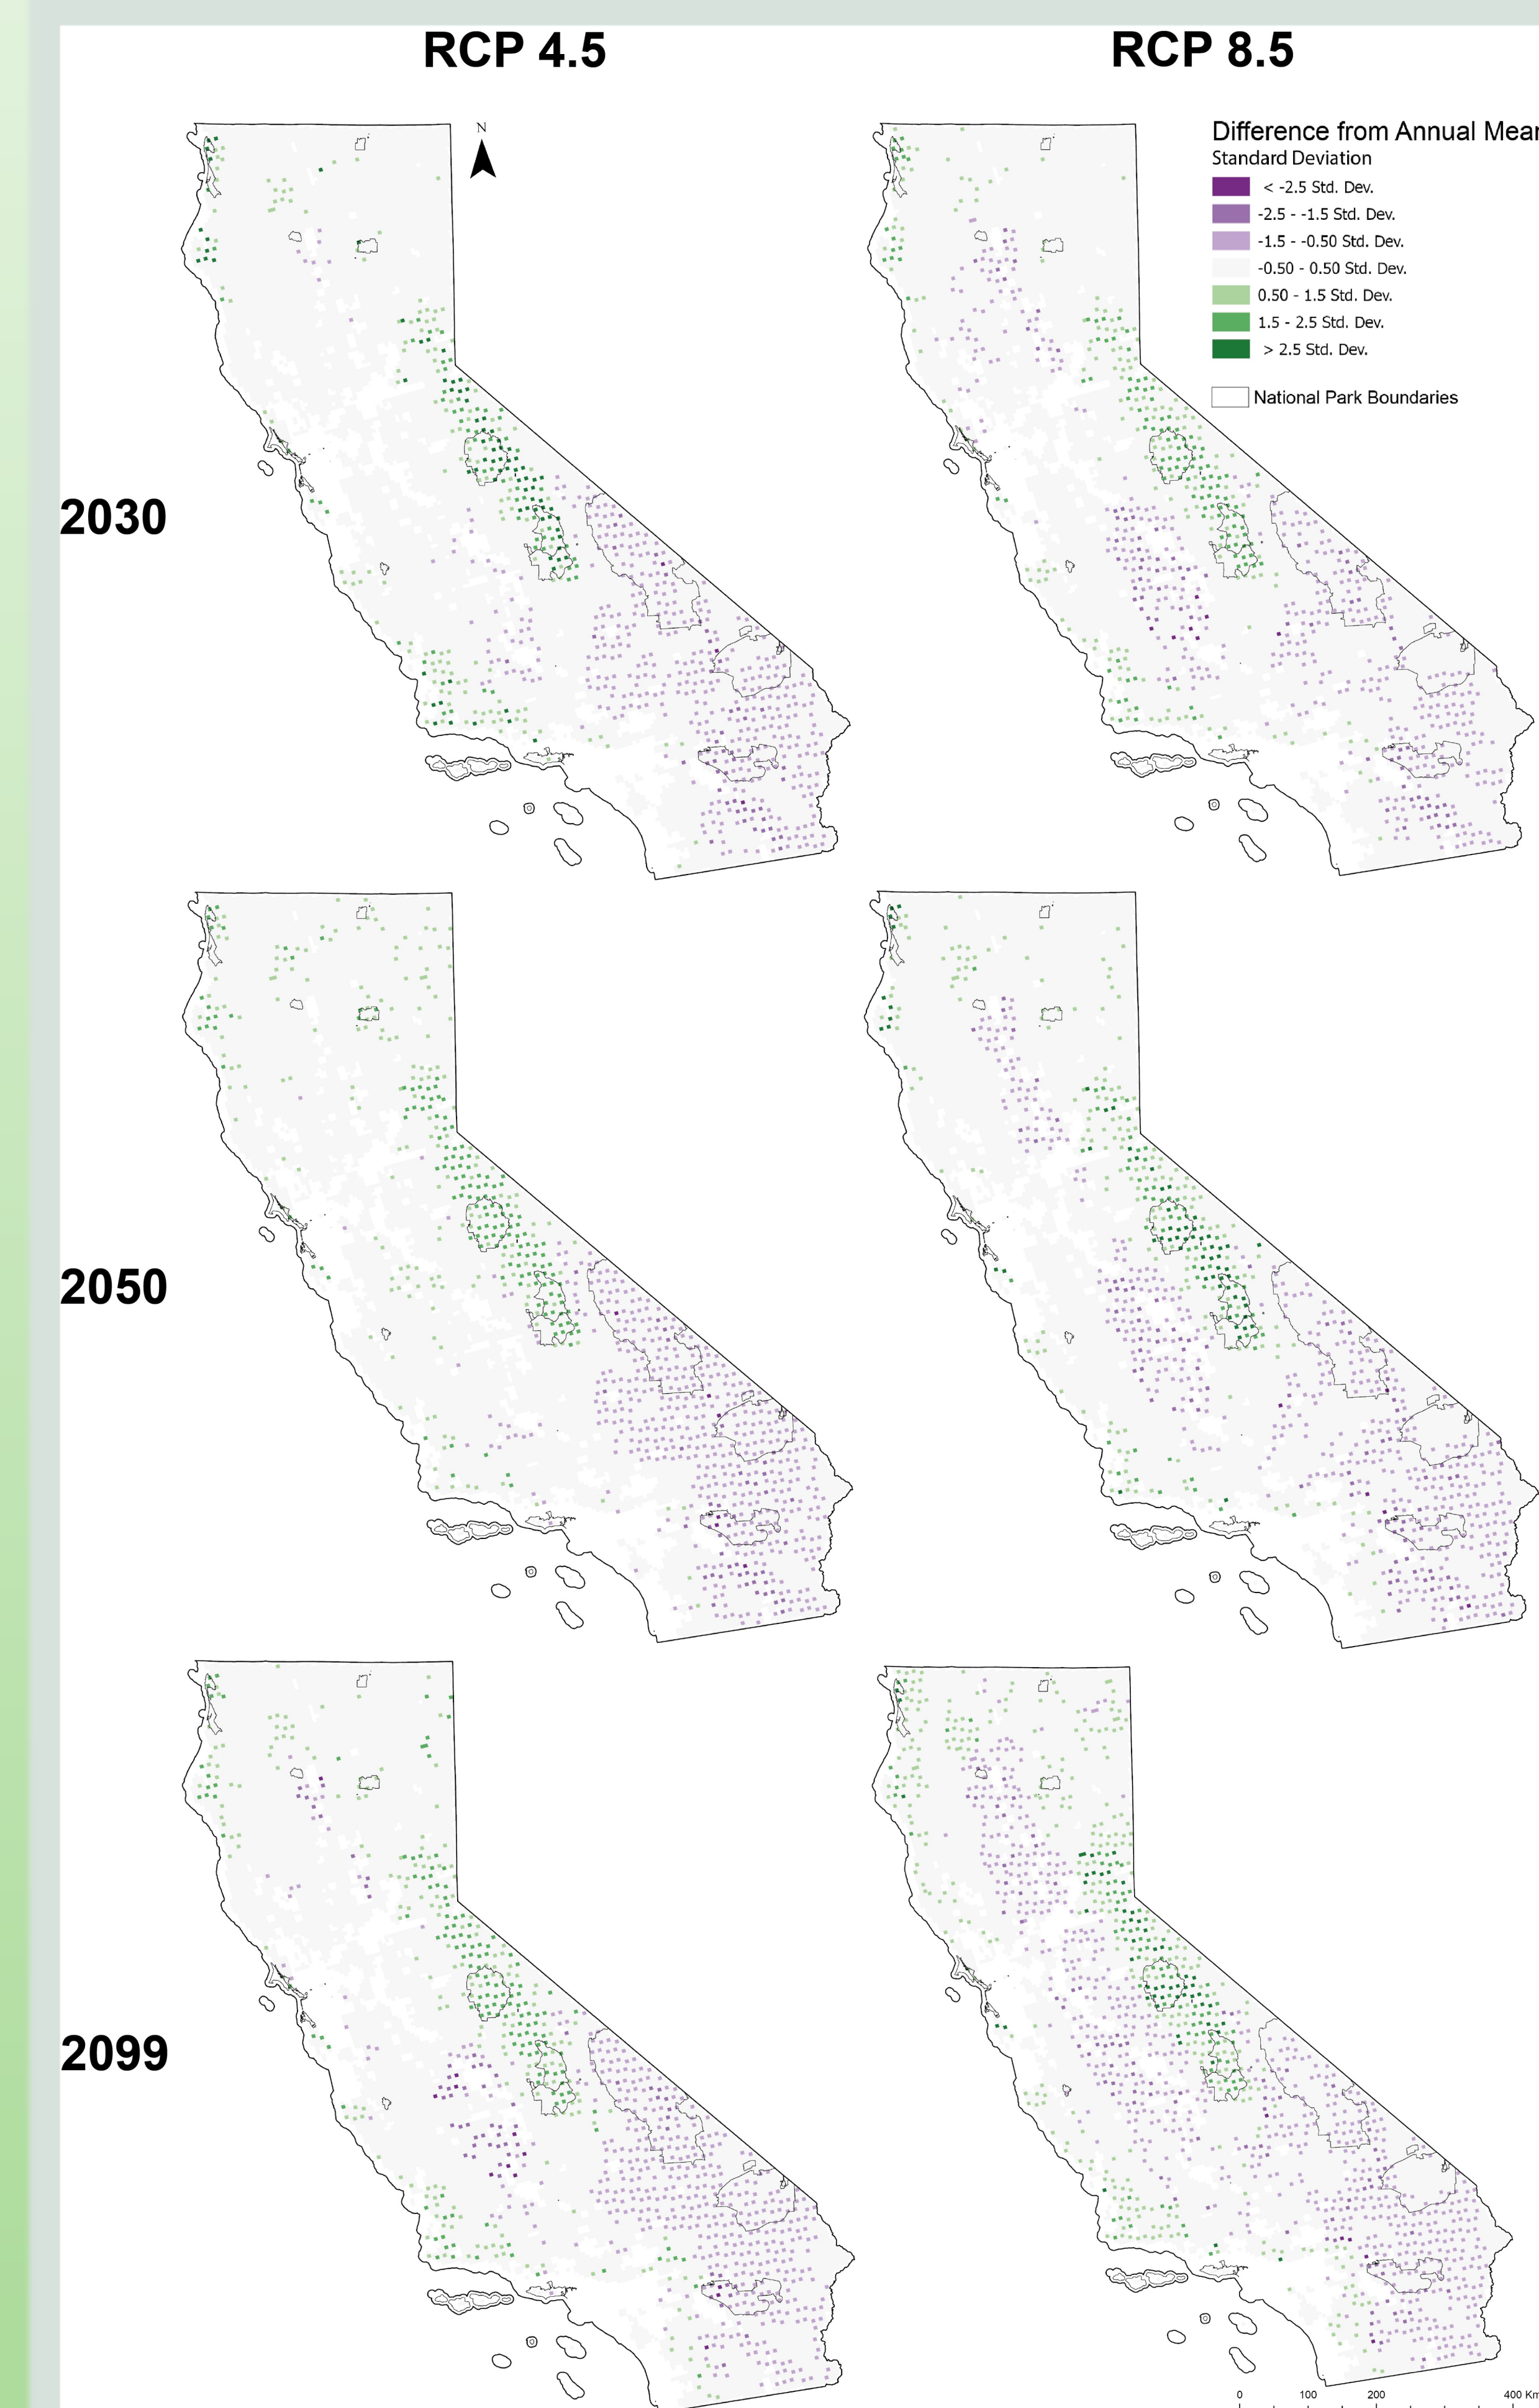 RCP 4.5
RCP 8.5
N
Difference from Annual Mean
Standard Deviation
< -2.5 Std. Dev.
-2.5 - -1.5 Std. Dev.
-1.5 - -0.50 Std. Dev.
-0.50 - 0.50 Std. Dev.
0.50 - 1.5 Std. Dev.
1.5 - 2.5 Std. Dev.
> 2.5 Std. Dev.
National Park Boundaries
2030
2050
2099
0 100 200 400 Km